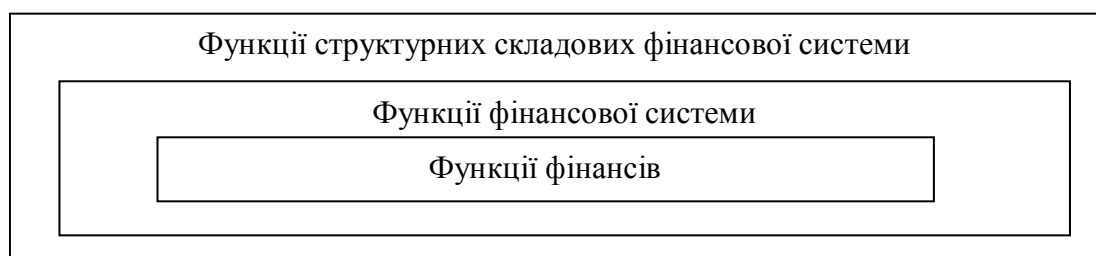 Функції структурних складових фінансової системи
Функції фінансової системи
Функції фінансів